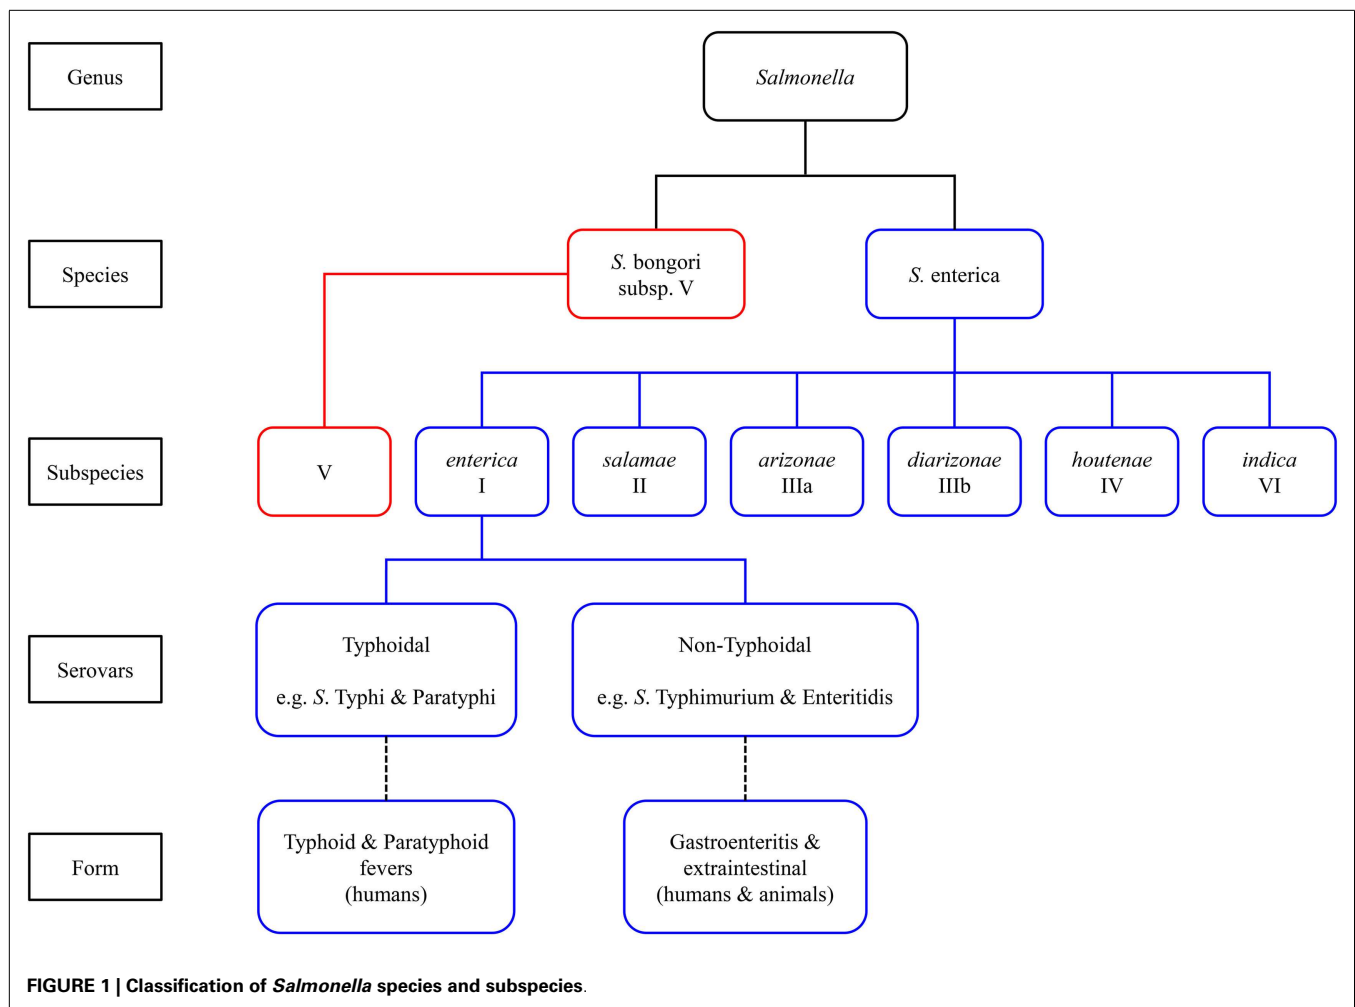 Genus
Salmonella
Species
S. bongori
subsp. V
S. enterica
Subspecies
V
enterica
I
salamae
II
arizonae
IIIa
diarizonae
IIIb
houtenae
IV
indica
VI
Serovars
Typhoidal
e.g. S. Typhi & Paratyphi
Non-Typhoidal
e.g. S. Typhimurium & Enteritidis
Form
Typhoid & Paratyphoid
fevers
(humans)
Gastroenteritis &
extraintestinal
(humans & animals)
FIGURE 1 | Classification of Salmonella species and subspecies.